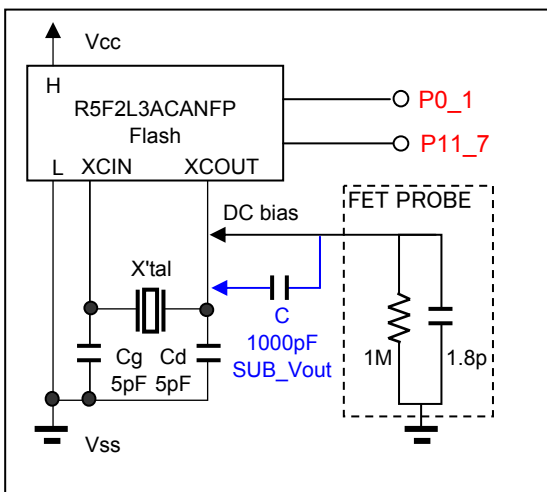 Vcc
H
R5F2L3ACANFP
Flash
P0_1
P11_7
L XCIN XCOUT
DC bias
FET PROBE
X'tal
C
1000pF
SUB_Vout
Cg Cd
5pF 5pF
1M
1.8p
Vss